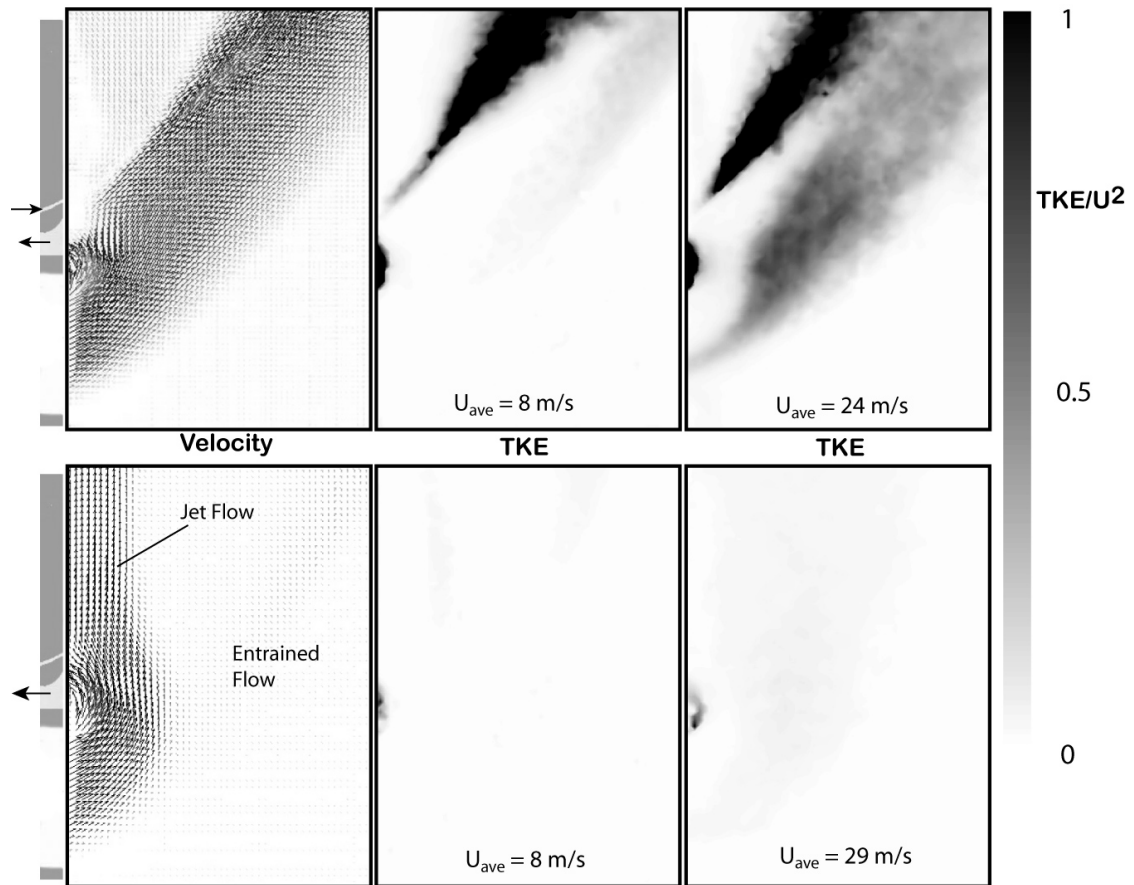 1
U_ave = 8 m/s
U_ave = 24 m/s
TKE/U²
0.5
Velocity
TKE
TKE
Jet Flow
Entrained
Flow
0
U_ave = 8 m/s
U_ave = 29 m/s